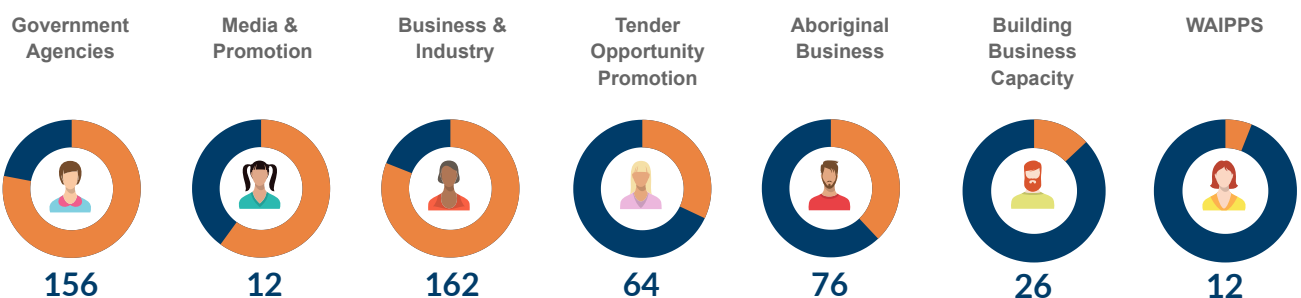 Government
Agencies
156
Media &
Promotion
12
Business &
Industry
162
Tender
Opportunity
Promotion
64
Aboriginal
Business
76
Building
Business
Capacity
26
WAIPPS
12